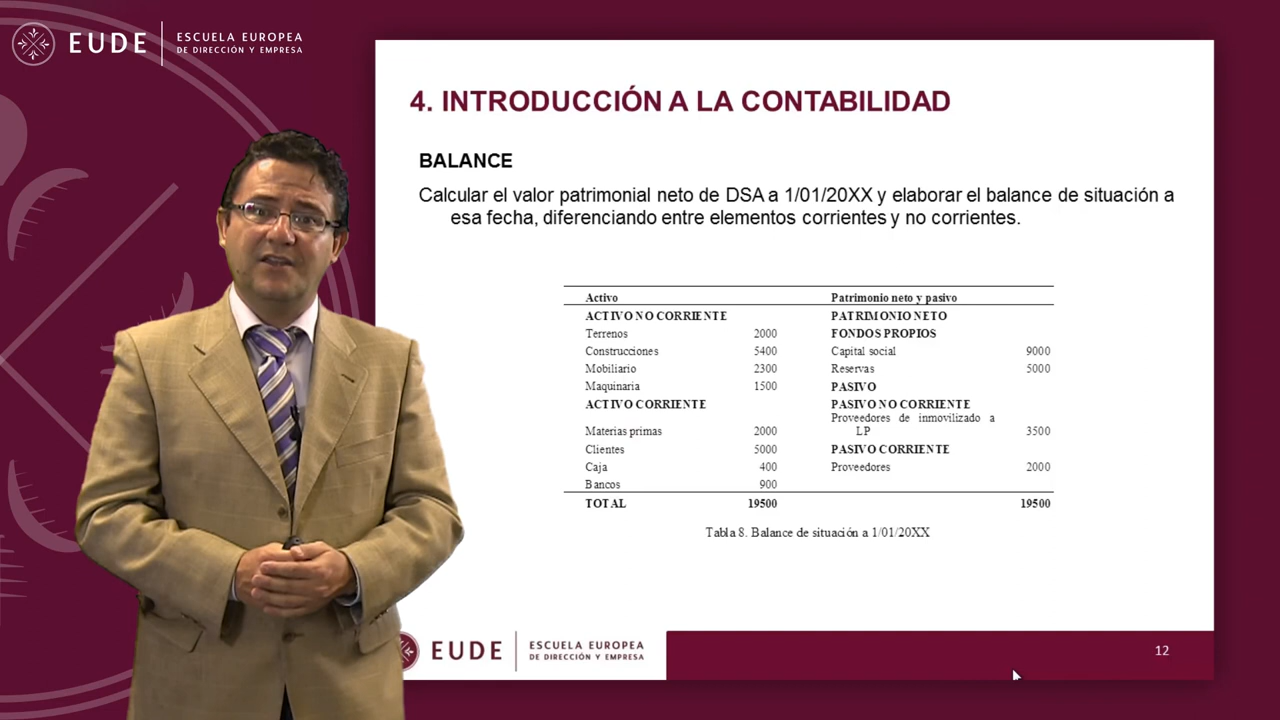 EUDE
ESCUELA EUROPEA
DE DIRECCIÓN Y EMPRESA
4. INTRODUCCIÓN A LA CONTABILIDAD
BALANCE
Calcular el valor patrimonial neto de DSA a 1/01/20XX y elaborar el balance de situación a
esa fecha, diferenciando entre elementos corrientes y no corrientes.
Activo Patrimonio neto y pasivo
ACTIVO NO CORRIENTE PATRIMONIO NETO
Terrenos 2000 FONDOS PROPIOS
Construcciones 5400 Capital social 9000
Mobiliario 2300 Reservas 5000
Maquinaria 1500 PASIVO
ACTIVO CORRIENTE PASIVO NO CORRIENTE
Proveedores de inmovilizado a
Materias primas 2000 LP 3500
Clientes 5000 PASIVO CORRIENTE
Caja 400 Proveedores 2000
Bancos 900
TOTAL 19500 19500
Tabla 8. Balance de situación a 1/01/20XX
EUDE
ESCUELA EUROPEA
DE DIRECCIÓN Y EMPRESA
12